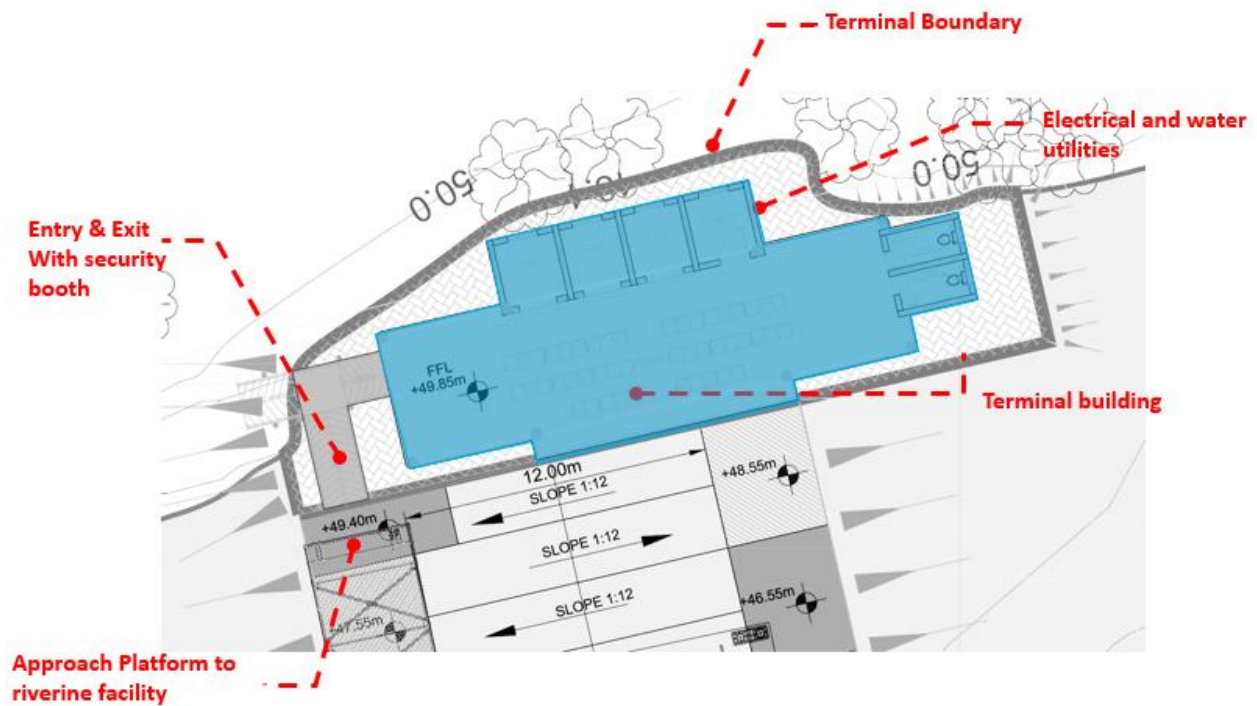 Terminal Boundary
Electrical and water
utilities
50.0
50.0
Entry & Exit
With security
booth
FFL
+49.85m
Terminal building
12.00m
SLOPE 1:12
+48.55m
+49.40m
SLOPE 1:12
SLOPE 1:12
+46.55m
+47.55m
Approach Platform to
riverine facility